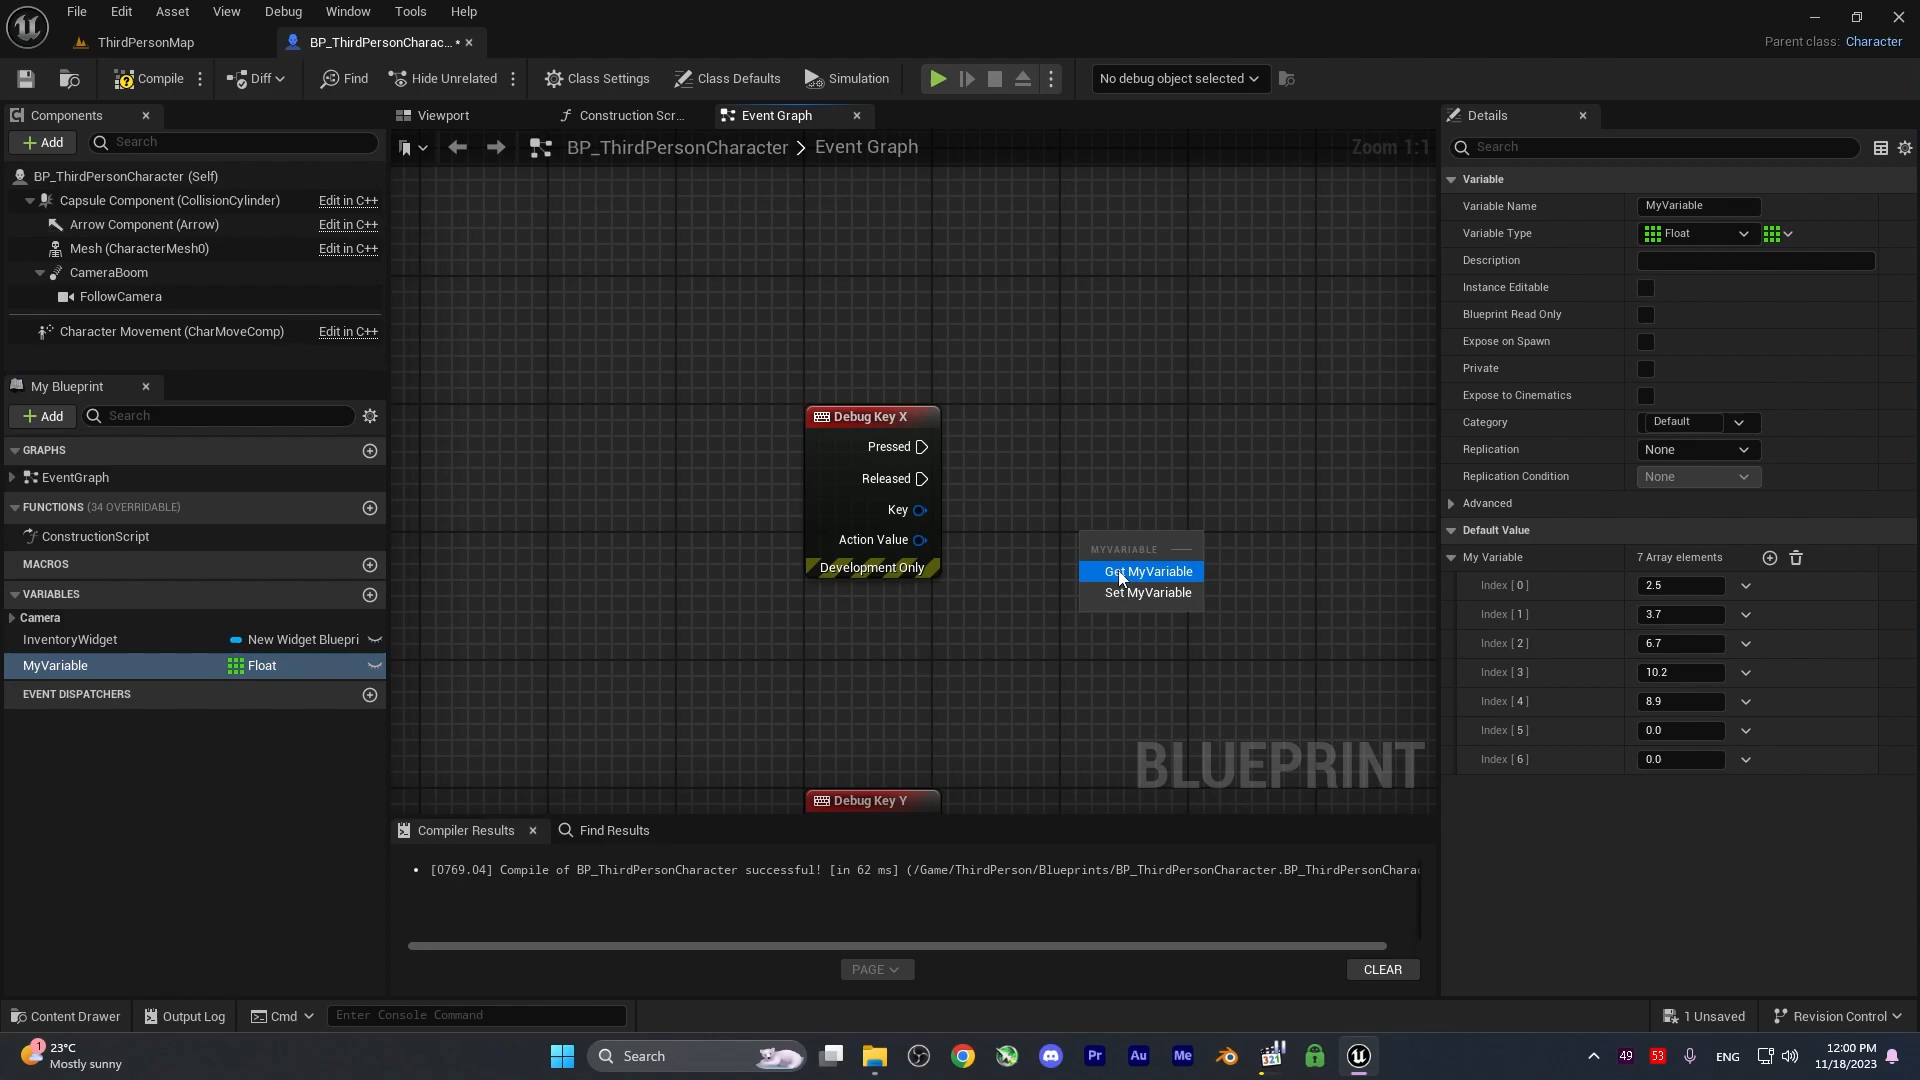 File Edit Asset View Debug Window Tools Help
ThirdPersonMap
BP_ThirdPersonCharac... *
Parent class: Character
Compile
Diff
Find
Hide Unrelated
Class Settings
Class Defaults
Simulation
No debug object selected
Components
Add
Search
BP_ThirdPersonCharacter (Self)
Capsule Component (CollisionCylinder) Edit in C++
Arrow Component (Arrow) Edit in C++
Mesh (CharacterMesh0) Edit in C++
CameraBoom
FollowCamera
Character Movement (CharMoveComp) Edit in C++
My Blueprint
Add
Search
GRAPHS
EventGraph
FUNCTIONS (34 OVERRIDABLE)
ConstructionScript
MACROS
VARIABLES
Camera
InventoryWidget New Widget Bluepri
MyVariable Float
EVENT DISPATCHERS
Viewport
Construction Scr...
Event Graph
BP_ThirdPersonCharacter > Event Graph
Zoom 1:1
Debug Key X
Pressed
Released
Key
Action Value
Development Only
MYVARIABLE
Get MyVariable
Set MyVariable
BLUEPRINT
Debug Key Y
Compiler Results
Find Results
[0769.04] Compile of BP_ThirdPersonCharacter successful! [in 62 ms] (/Game/ThirdPerson/Blueprints/BP_ThirdPersonCharacter.BP_ThirdPersonCharac
PAGE
CLEAR
Details
Search
Variable
Variable Name MyVariable
Variable Type Float
Description
Instance Editable
Blueprint Read Only
Expose on Spawn
Private
Expose to Cinematics
Category Default
Replication None
Replication Condition None
Advanced
Default Value
My Variable 7 Array elements
Index [ 0 ] 2.5
Index [ 1 ] 3.7
Index [ 2 ] 6.7
Index [ 3 ] 10.2
Index [ 4 ] 8.9
Index [ 5 ] 0.0
Index [ 6 ] 0.0
Content Drawer
Output Log
Cmd
Enter Console Command
1 Unsaved
Revision Control
1
23°C
Mostly sunny
Search
Pr
Au
Me
321
49
53
ENG
12:00 PM
11/18/2023